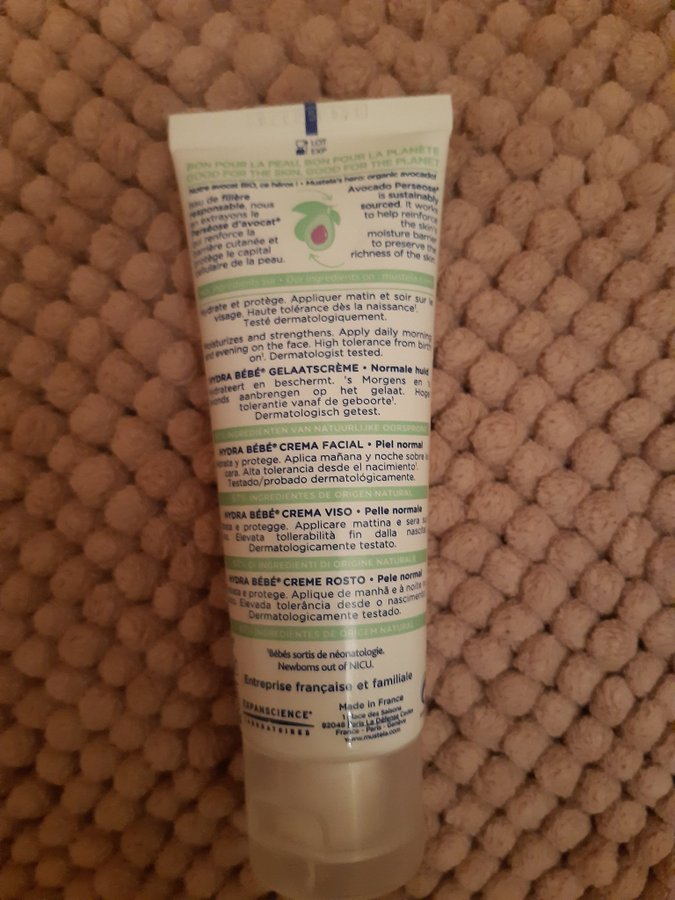 LOT
EXP
BON POUR LA PEAU, BON POUR LA PLANÈTE
GOOD FOR THE SKIN, GOOD FOR THE PLANET
Notre avocat BIO, ce héros ! • Mustela's hero: organic avocado!
Issu de filière
responsable, nous
en extrayons le
Perséose d'avocat®
qui renforce la
barrière cutanée et
protège le capital
cellulaire de la peau.
Avocado Perseose®
is sustainably
sourced. It works
to help reinforce
the skin's
moisture barrier
to preserve the
richness of the skin.
ingrédients sur • Our ingredients on : mustela.com
Hydrate et protège. Appliquer matin et soir sur le
visage. Haute tolérance dès la naissance¹.
Testé dermatologiquement.
Moisturizes and strengthens. Apply daily morning
and evening on the face. High tolerance from birth
on¹. Dermatologist tested.
HYDRA BÉBÉ® GELAATSCRÈME • Normale huid
Hydrateert en beschermt. 's Morgens en 's
avonds aanbrengen op het gelaat. Hoge
tolerantie vanaf de geboorte¹.
Dermatologisch getest.
INGREDIËNTEN VAN NATUURLIJKE OORSPRONG
HYDRA BÉBÉ® CREMA FACIAL • Piel normal
Hidrata y protege. Aplica mañana y noche sobre la
cara. Alta tolerancia desde el nacimiento¹.
Testado/probado dermatológicamente.
97% INGREDIENTES DE ORIGEN NATURAL
HYDRA BÉBÉ® CREMA VISO • Pelle normale
e protegge. Applicare mattina e sera sul
Elevata tollerabilità fin dalla nascita¹.
Dermatologicamente testato.
DI INGREDIENTI DI ORIGINE NATURALE
HYDRA BÉBÉ® CREME ROSTO • Pele normal
Hidrata e protege. Aplique de manhã e à noite no
Elevada tolerância desde o nascimento¹.
Dermatologicamente testado.
INGREDIENTES DE ORIGEM NATURAL
¹Bébés sortis de néonatologie.
Newborns out of NICU.
Entreprise française et familiale
EXPANSCIENCE®
LABORATOIRES
Made in France
1 place des Saisons
92048 Paris La Défense Cedex
France - Paris - Genève
www.mustela.com